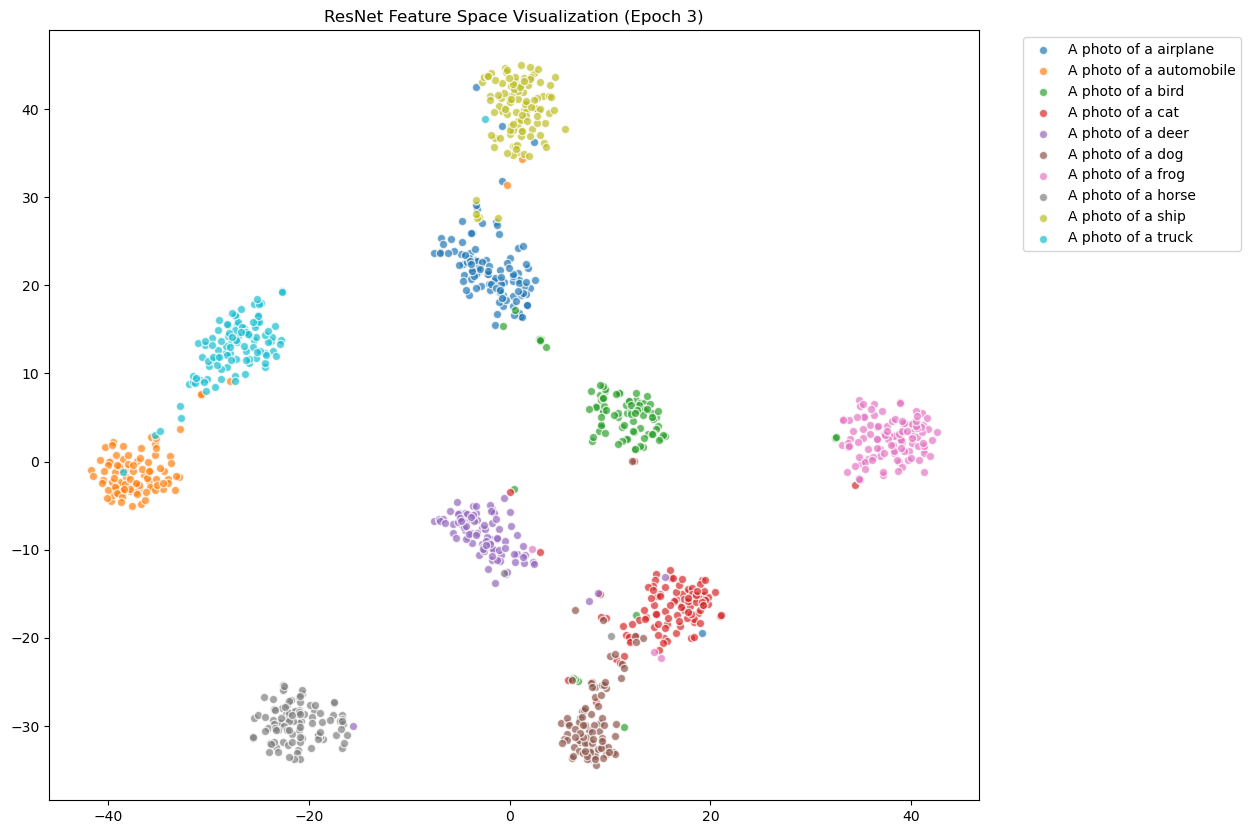 ResNet Feature Space Visualization (Epoch 3)
A photo of a airplane
A photo of a automobile
A photo of a bird
A photo of a cat
A photo of a deer
A photo of a dog
A photo of a frog
A photo of a horse
A photo of a ship
A photo of a truck
40
30
20
10
0
−10
−20
−30
−40
−20
0
20
40